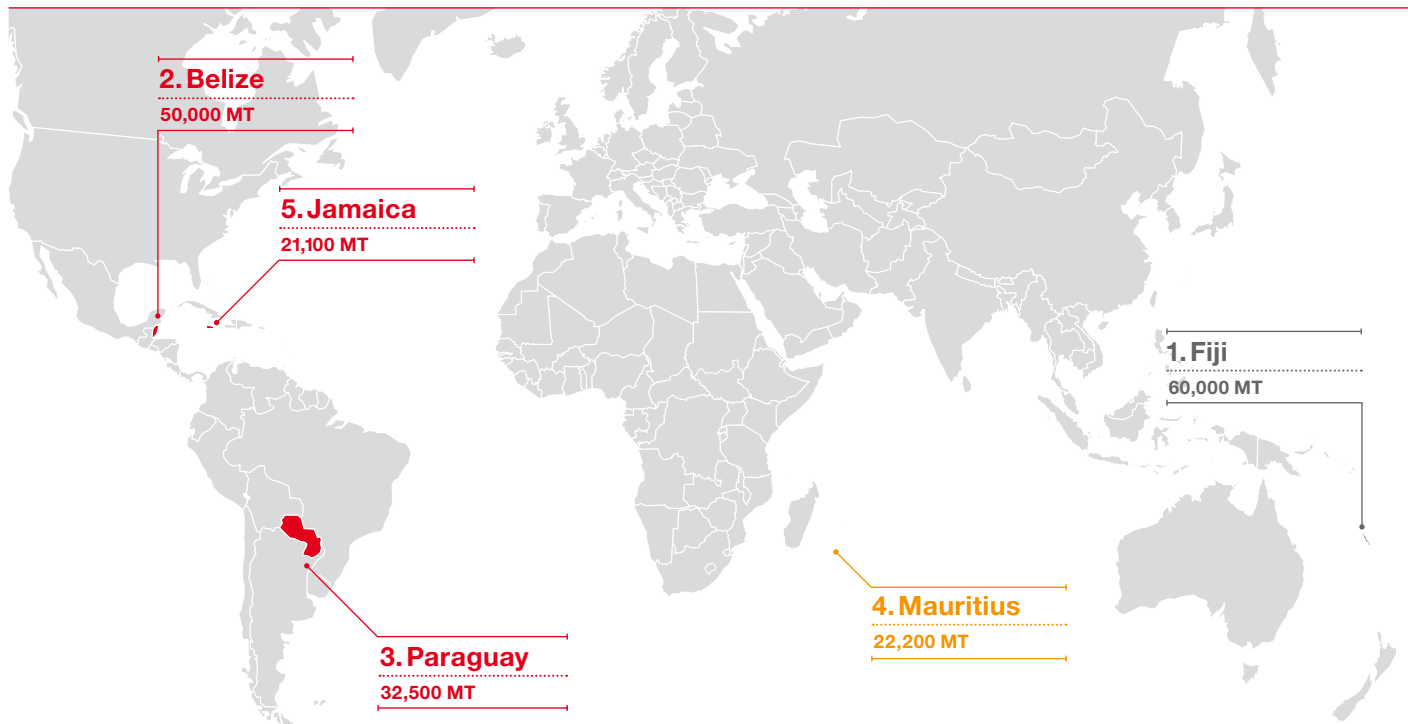 2. Belize
50,000 MT
5. Jamaica
21,100 MT
1. Fiji
60,000 MT
4. Mauritius
22,200 MT
3. Paraguay
32,500 MT